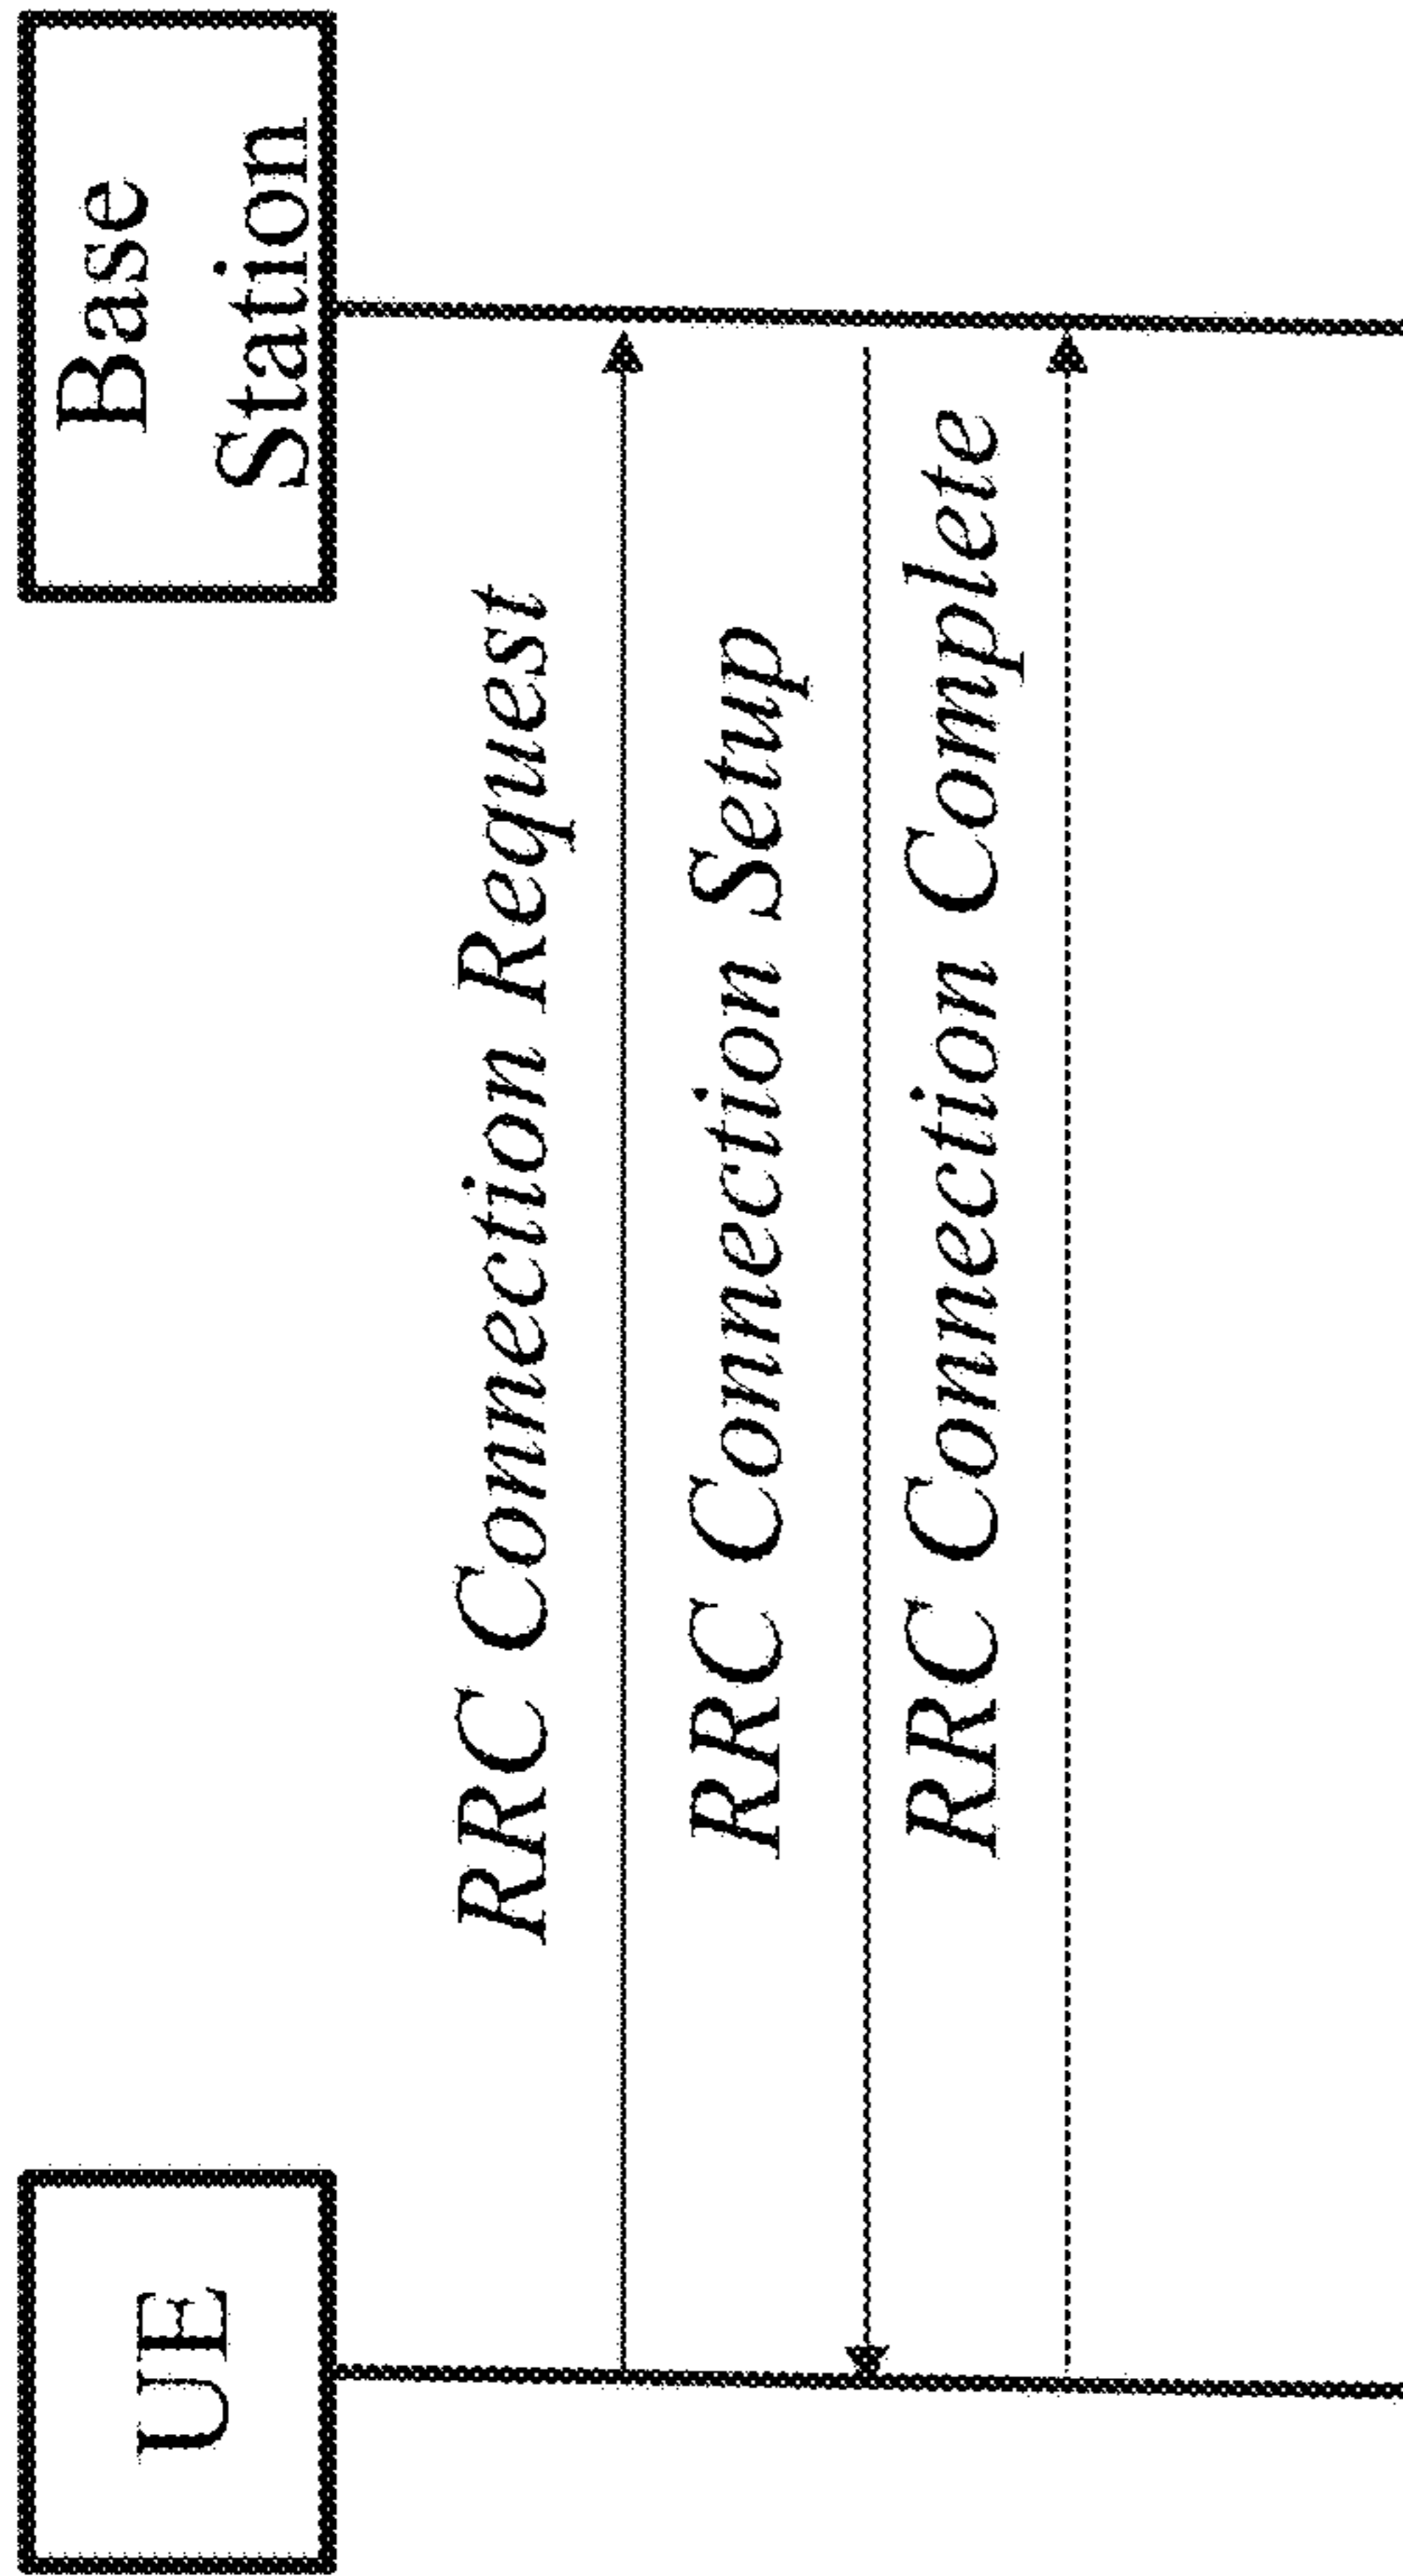 UE
Base
Station
RRC Connection Request
RRC Connection Setup
RRC Connection Complete